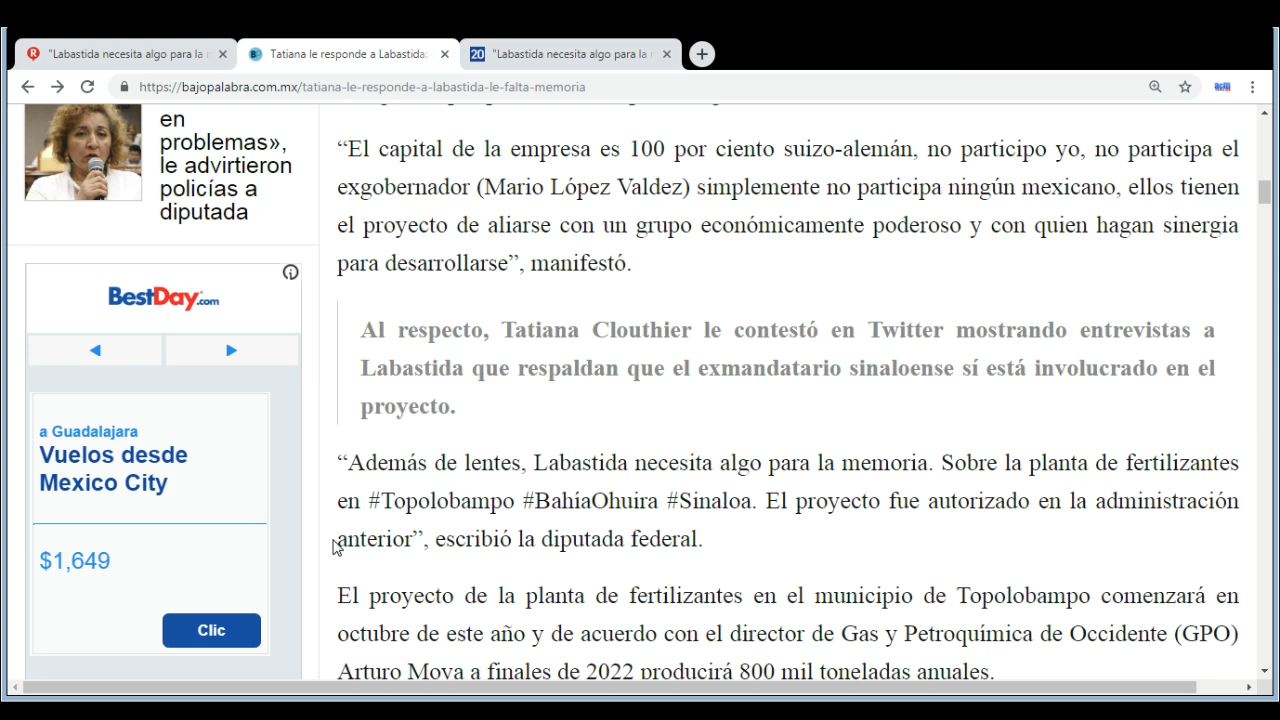 "Labastida necesita algo para la
Tatiana le responde a Labastida:
"Labastida necesita algo para la
https://bajopalabra.com.mx/tatiana-le-responde-a-labastida-le-falta-memoria
en
problemas»,
le advirtieron
policías a
diputada
BestDay.com
a Guadalajara
Vuelos desde
Mexico City
$1,649
Clic
“El capital de la empresa es 100 por ciento suizo-alemán, no participo yo, no participa el
exgobernador (Mario López Valdez) simplemente no participa ningún mexicano, ellos tienen
el proyecto de aliarse con un grupo económicamente poderoso y con quien hagan sinergia
para desarrollarse”, manifestó.
Al respecto, Tatiana Clouthier le contestó en Twitter mostrando entrevistas a
Labastida que respaldan que el exmandatario sinaloense sí está involucrado en el
proyecto.
“Además de lentes, Labastida necesita algo para la memoria. Sobre la planta de fertilizantes
en #Topolobampo #BahíaOhuira #Sinaloa. El proyecto fue autorizado en la administración
anterior”, escribió la diputada federal.
El proyecto de la planta de fertilizantes en el municipio de Topolobampo comenzará en
octubre de este año y de acuerdo con el director de Gas y Petroquímica de Occidente (GPO)
Arturo Moya a finales de 2022 producirá 800 mil toneladas anuales.